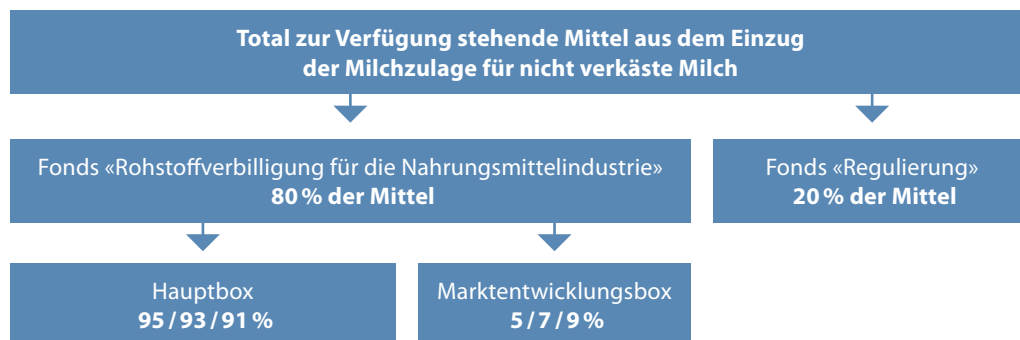 Total zur Verfügung stehende Mittel aus dem Einzug
der Milchzulage für nicht verkäste Milch
Fonds «Rohstoffverbilligung für die Nahrungsmittelindustrie»
80 % der Mittel
Fonds «Regulierung»
20 % der Mittel
Hauptbox
95 / 93 / 91 %
Marktentwicklungsbox
5 / 7 / 9 %